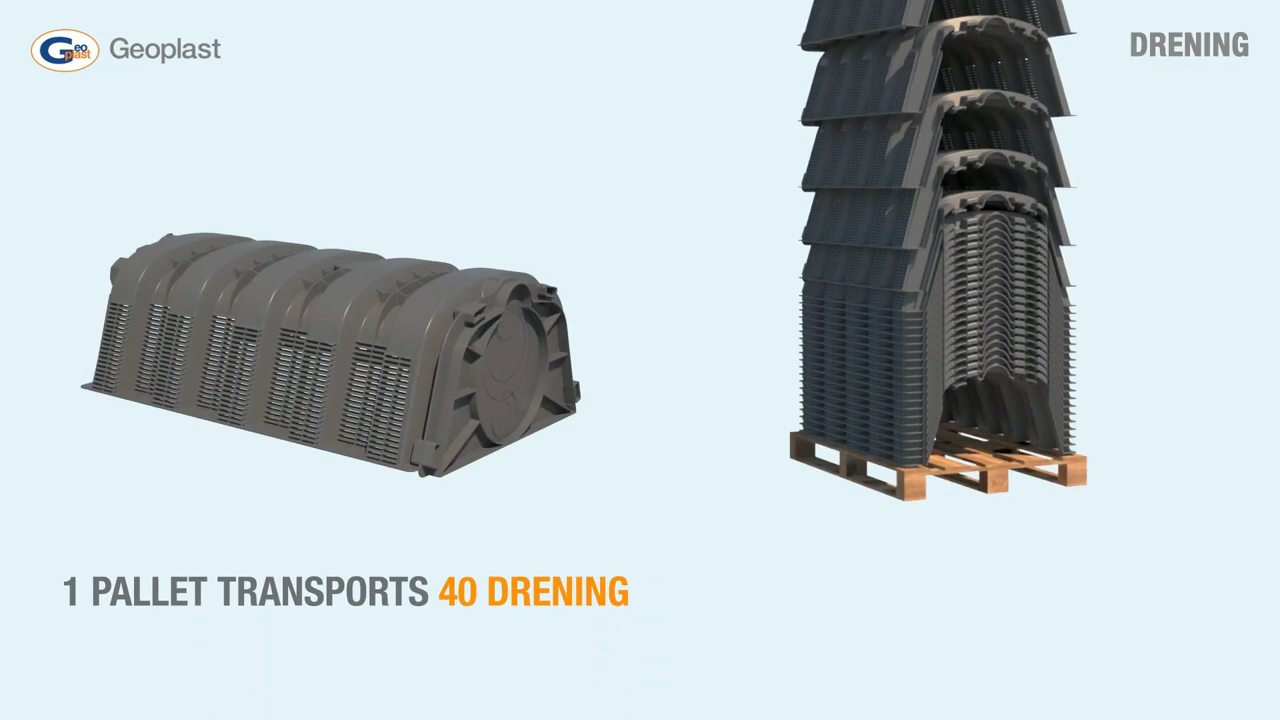 Geo
plast
Geoplast
DRENING
1 PALLET TRANSPORTS 40 DRENING